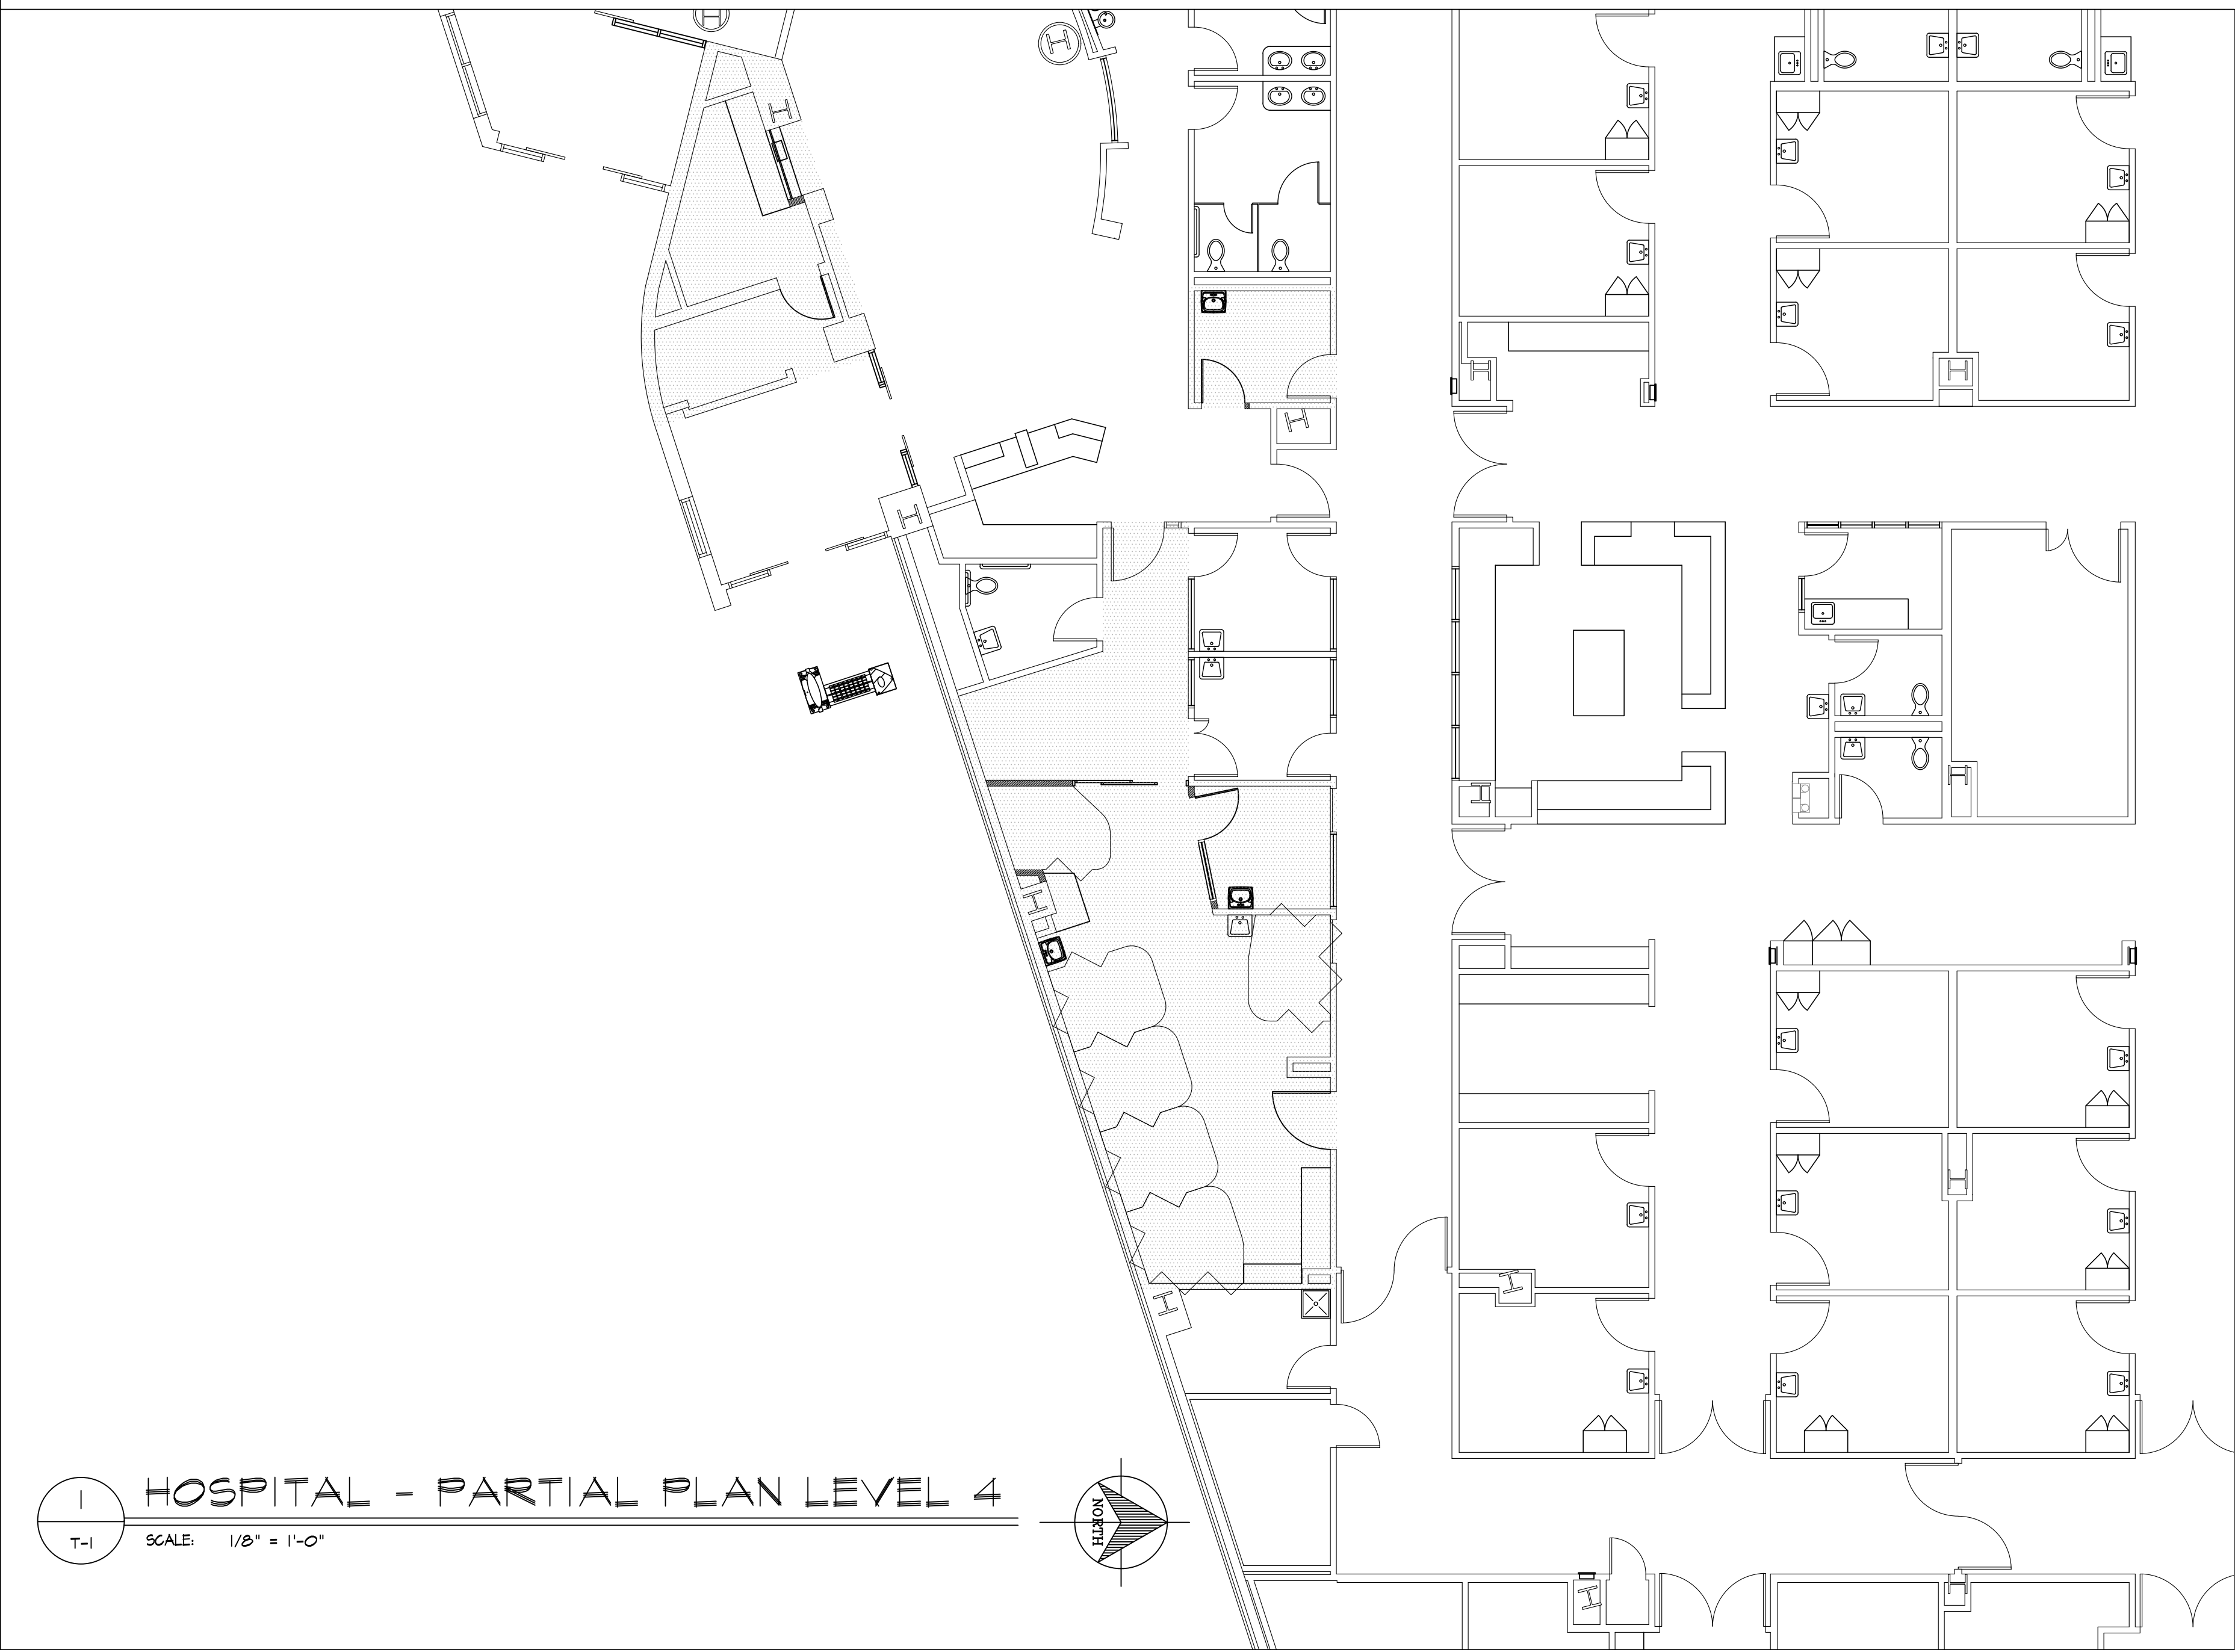 1
HOSPITAL - PARTIAL PLAN LEVEL 4
T-1
SCALE: 1/8" = 1'-0"
NORTH